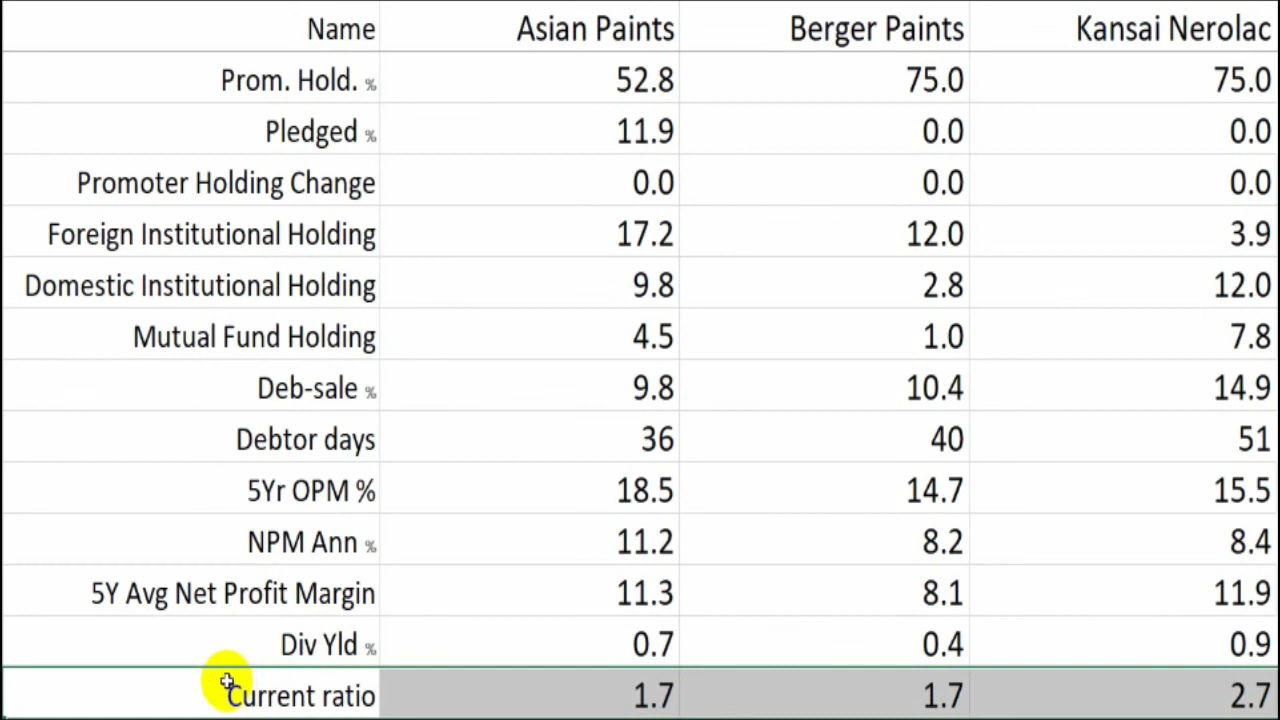 Name Asian Paints Berger Paints Kansai Nerolac
Prom. Hold. % 52.8 75.0 75.0
Pledged % 11.9 0.0 0.0
Promoter Holding Change 0.0 0.0 0.0
Foreign Institutional Holding 17.2 12.0 3.9
Domestic Institutional Holding 9.8 2.8 12.0
Mutual Fund Holding 4.5 1.0 7.8
Deb-sale % 9.8 10.4 14.9
Debtor days 36 40 51
5Yr OPM % 18.5 14.7 15.5
NPM Ann % 11.2 8.2 8.4
5Y Avg Net Profit Margin 11.3 8.1 11.9
Div Yld % 0.7 0.4 0.9
Current ratio 1.7 1.7 2.7